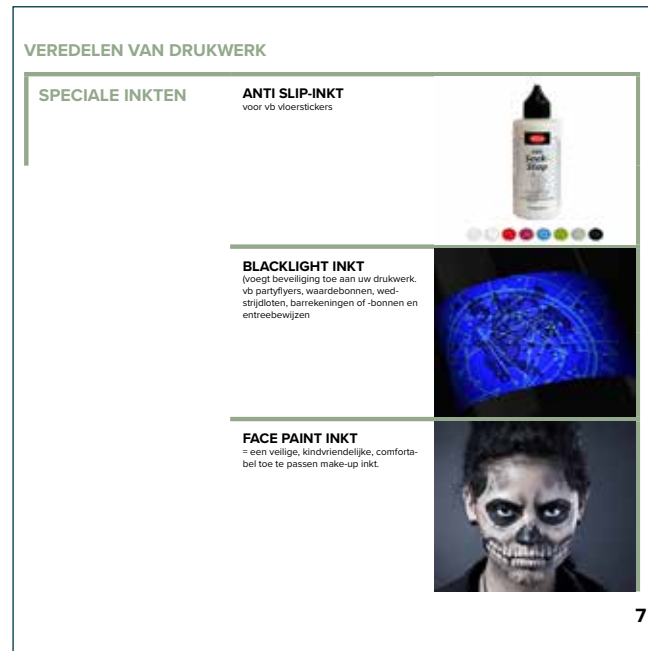 VEREDELEN VAN DRUKWERK
SPECIALE INKTEN
ANTI SLIP-INKT
voor vb vloerstickers
Sock
Stop
BLACKLIGHT INKT
(voegt beveiliging toe aan uw drukwerk.
vb partyflyers, waardebonnen, wed-
strijdloten, barrekeningen of -bonnen en
entreebewijzen
FACE PAINT INKT
= een veilige, kindvriendelijke, comforta-
bel toe te passen make-up inkt.
7